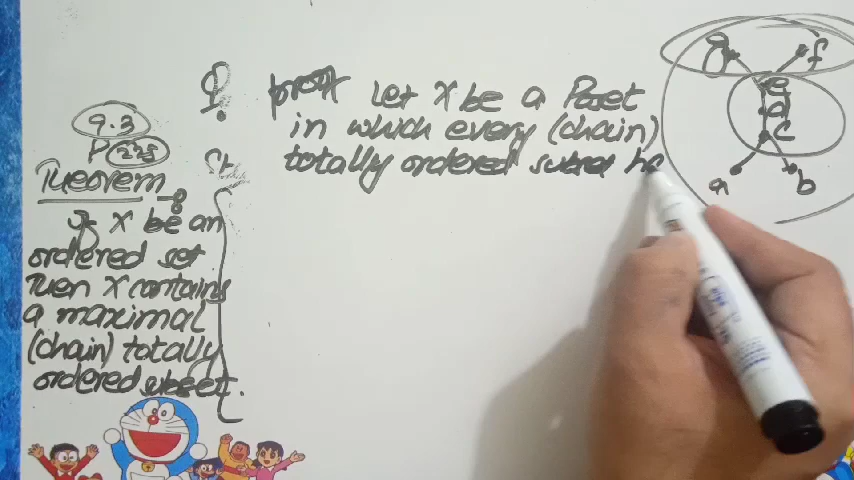 9.3
P 225
Theorem
If X be an
ordered set
Then X contains
a maximal
(chain) totally
ordered subset.
Q.
St
proof Let X be a Poset
in which every (chain)
totally ordered subset ha
g f
e
d
c
a b